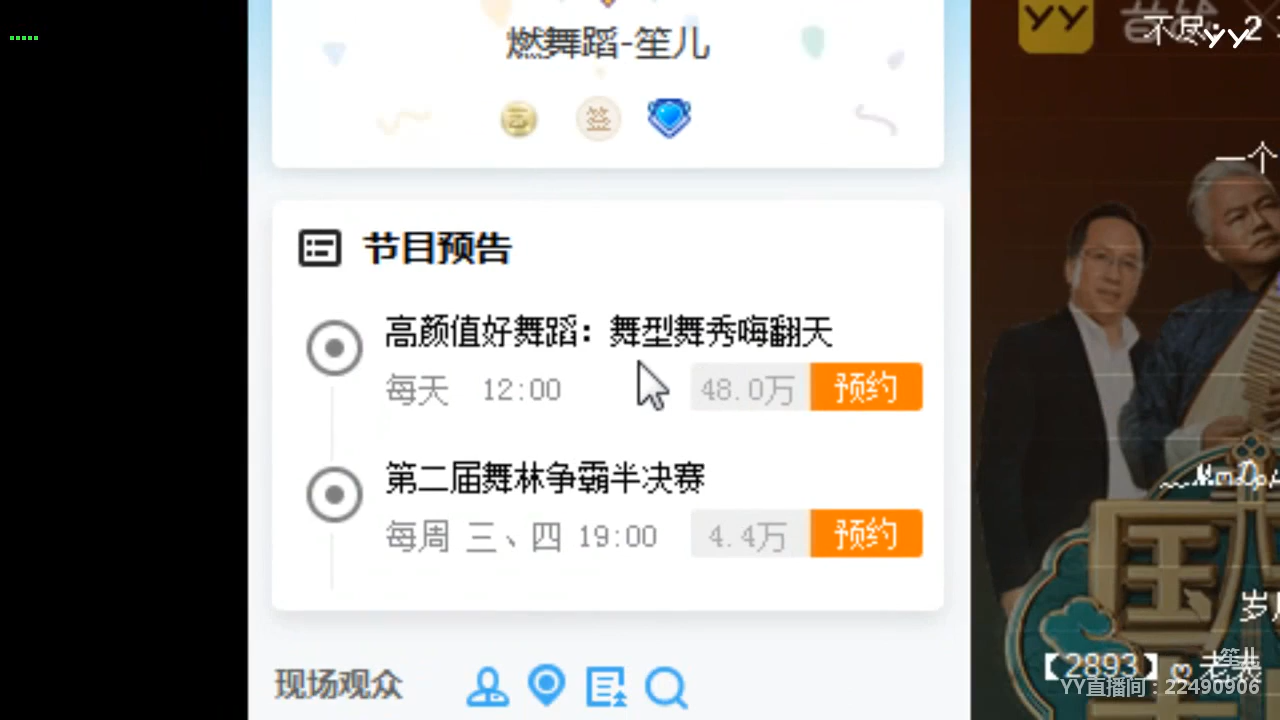 燃舞蹈-笙儿
节目预告
高颜值好舞蹈：舞型舞秀嗨翻天
每天 12:00
48.0万 预约
第二届舞林争霸半决赛
每周 三、四 19:00
4.4万 预约
现场观众
YY
一个
国
【2893】
YY直播间：22490906